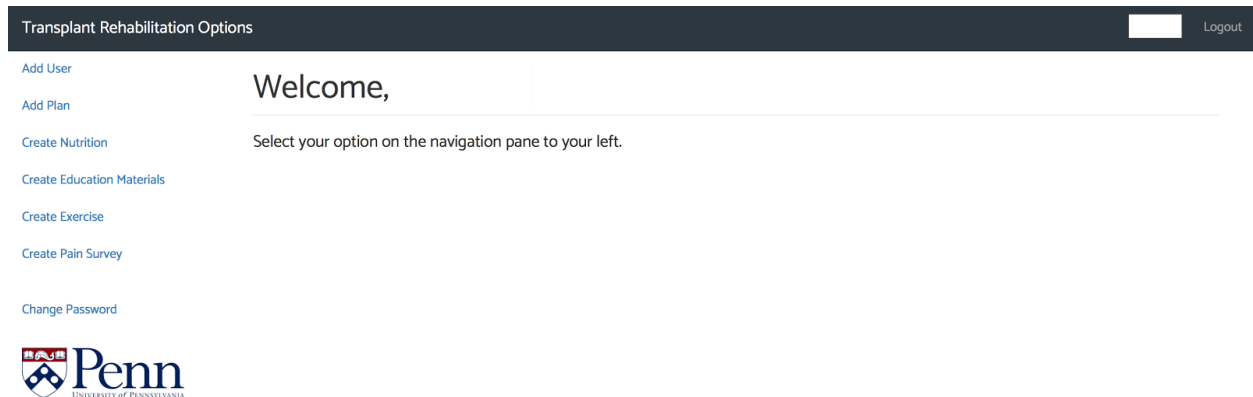 Transplant Rehabilitation Options
Logout
Add User
Add Plan
Create Nutrition
Create Education Materials
Create Exercise
Create Pain Survey
Change Password
Welcome,
Select your option on the navigation pane to your left.
Penn
UNIVERSITY of PENNSYLVANIA